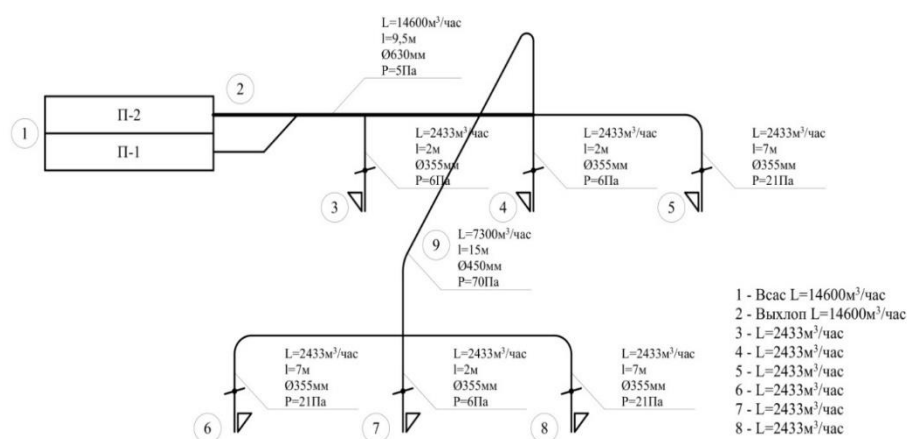 L=14600м³/час
l=9,5м
Ø630мм
P=5Па
2
П-2
1
П-1
L=2433м³/час
l=2м
Ø355мм
P=6Па
L=2433м³/час
l=2м
Ø355мм
P=6Па
L=2433м³/час
l=7м
Ø355мм
P=21Па
3
4
5
9
L=7300м³/час
l=15м
Ø450мм
P=70Па
1 - Всас L=14600м³/час
2 - Выхлоп L=14600м³/час
3 - L=2433м³/час
4 - L=2433м³/час
5 - L=2433м³/час
6 - L=2433м³/час
7 - L=2433м³/час
8 - L=2433м³/час
L=2433м³/час
l=7м
Ø355мм
P=21Па
L=2433м³/час
l=2м
Ø355мм
P=6Па
L=2433м³/час
l=7м
Ø355мм
P=21Па
6
7
8